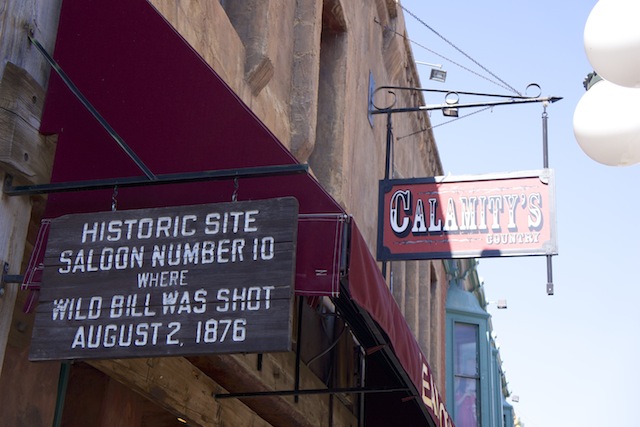 HISTORIC SITE
SALOON NUMBER 10
WHERE
WILD BILL WAS SHOT
AUGUST 2, 1876
CALAMITY'S
COUNTRY